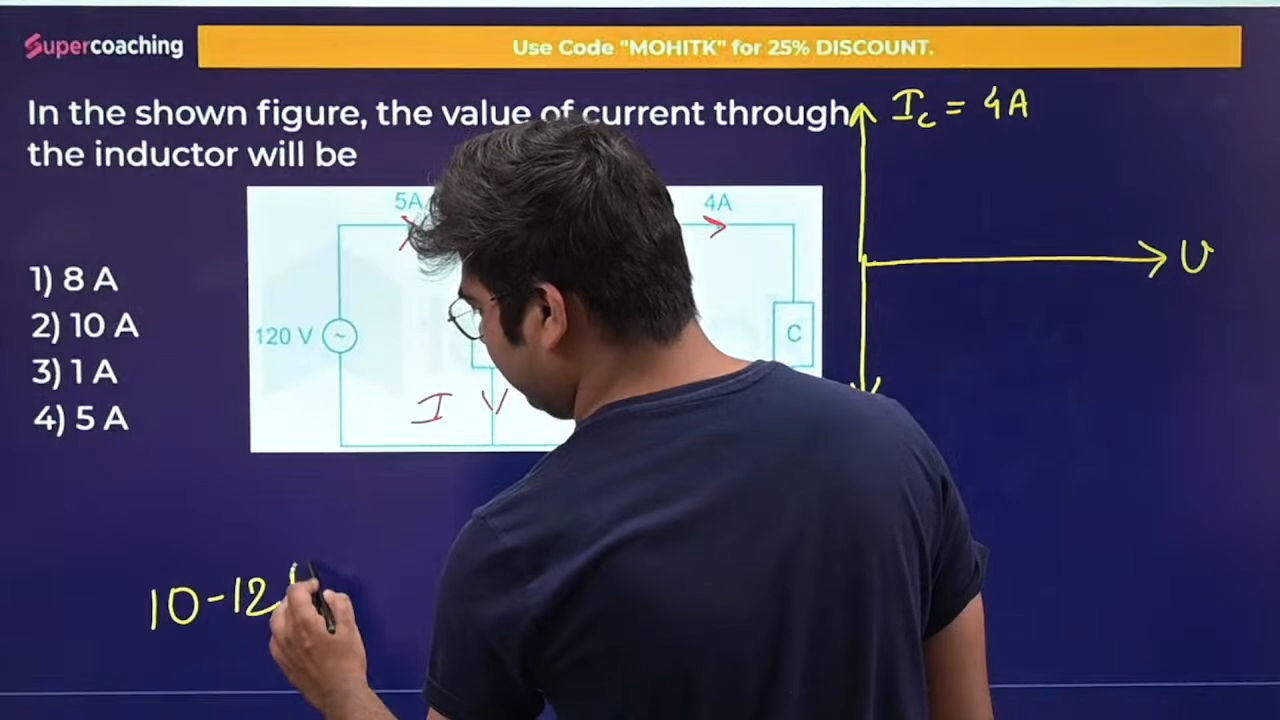 Supercoaching
Use Code "MOHITK" for 25% DISCOUNT.
In the shown figure, the value of current through
the inductor will be
I_c = 4A
5A
4A
1) 8 A
2) 10 A
3) 1 A
4) 5 A
120 V
~
C
I
V
10-12